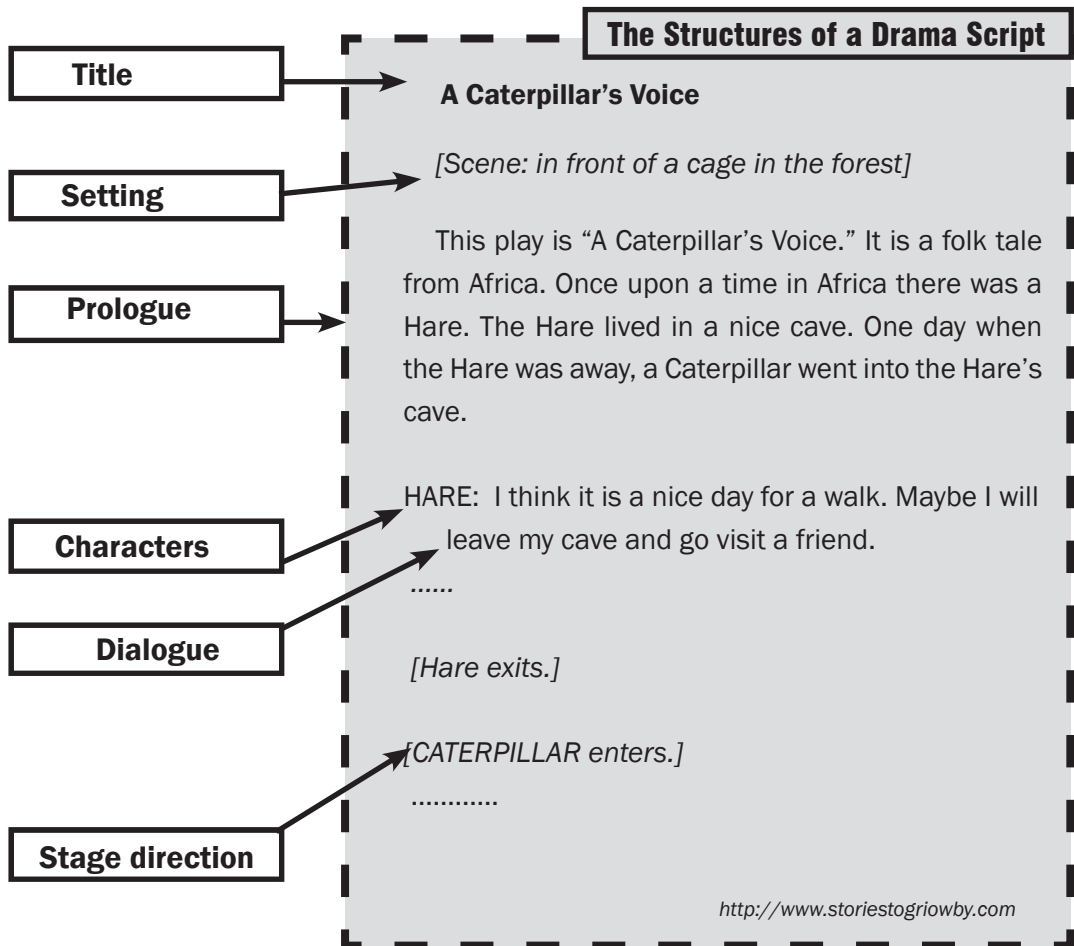 The Structures of a Drama Script
Title
A Caterpillar's Voice
Setting
[Scene: in front of a cage in the forest]
Prologue
This play is “A Caterpillar's Voice.” It is a folk tale
from Africa. Once upon a time in Africa there was a
Hare. The Hare lived in a nice cave. One day when
the Hare was away, a Caterpillar went into the Hare's
cave.
Characters
HARE: I think it is a nice day for a walk. Maybe I will
leave my cave and go visit a friend.
......
Dialogue
[Hare exits.]
[CATERPILLAR enters.]
............
Stage direction
http://www.storiestogriowby.com